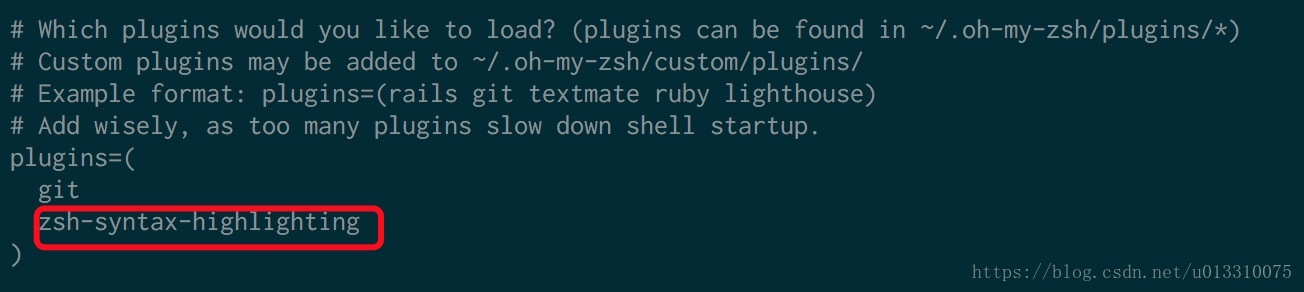 # Which plugins would you like to load? (plugins can be found in ~/.oh-my-zsh/plugins/*)
# Custom plugins may be added to ~/.oh-my-zsh/custom/plugins/
# Example format: plugins=(rails git textmate ruby lighthouse)
# Add wisely, as too many plugins slow down shell startup.
plugins=(
  git
  zsh-syntax-highlighting
)
https://blog.csdn.net/u013310075